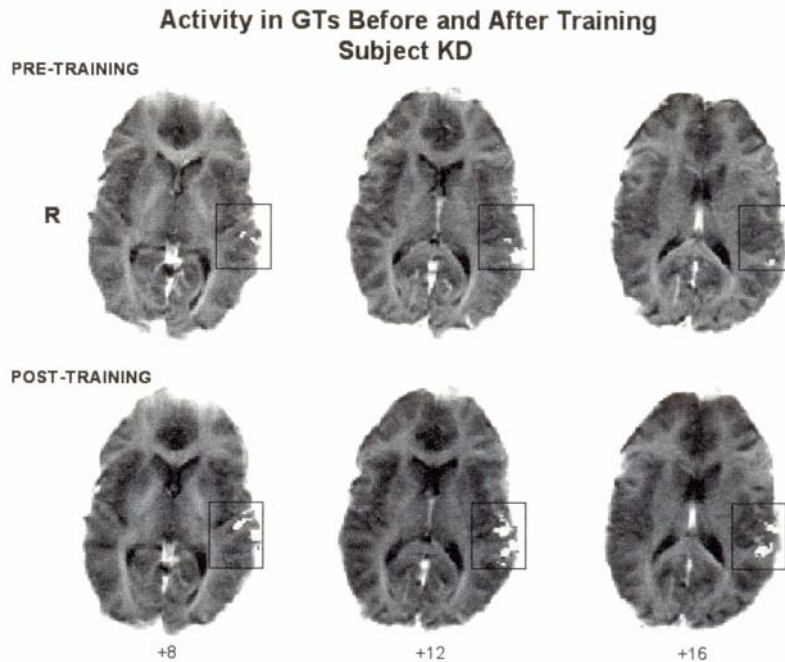 Activity in GTs Before and After Training
Subject KD
PRE-TRAINING
R
POST-TRAINING
+8
+12
+16